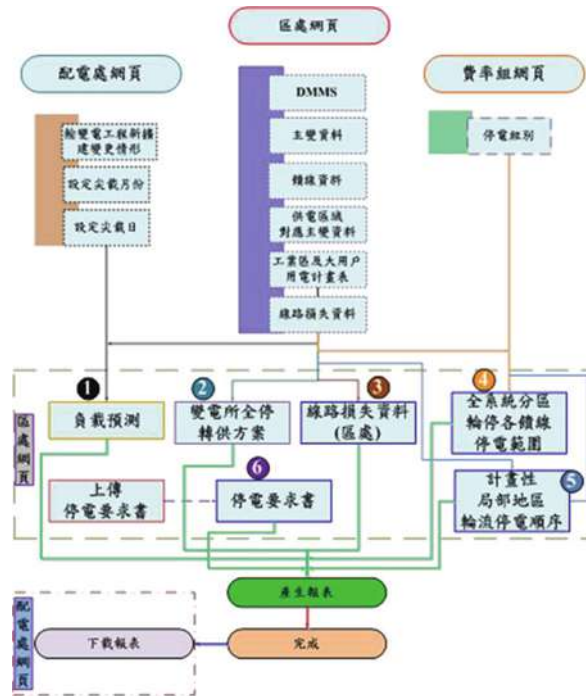 區處網頁
配電處網頁
費率組網頁
DMMS
主變資料
饋線資料
供電區域
對應主變資料
工業區及大用戶
用電計畫表
線路損失資料
輸變電工程新擴
建變更情形
設定尖載月份
設定尖載日
停電組別
區處網頁
1
負載預測
2
變電所全停
轉供方案
3
線路損失資料
(區處)
4
全系統分區
輪停各饋線
停電範圍
上傳
停電要求書
6
停電要求書
5
計畫性
局部地區
輪流停電順序
產生報表
配電處網頁
下載報表
完成